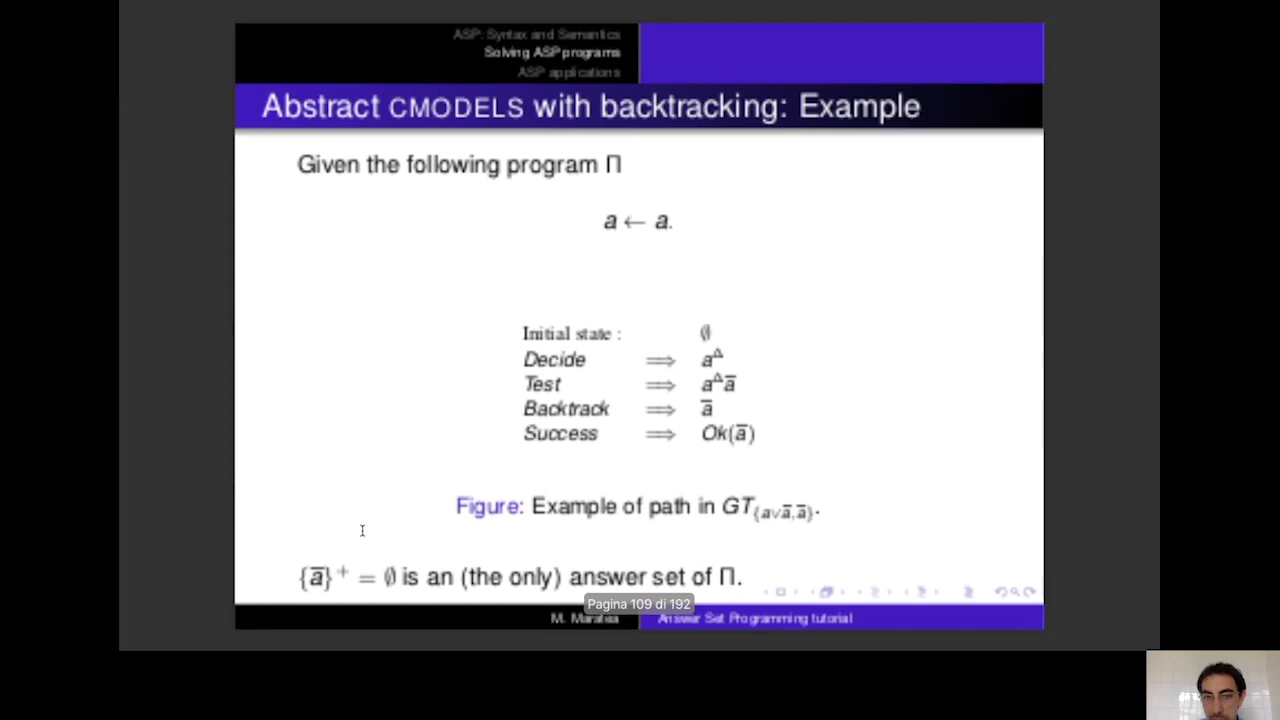 ASP: Syntax and Semantics
Solving ASP programs
ASP applications
Abstract CMODELS with backtracking: Example
Given the following program Π
a ← a.
Initial state : ∅
Decide ⟹ a^Δ
Test ⟹ a^Δ a̅
Backtrack ⟹ a̅
Success ⟹ Ok(a̅)
Figure: Example of path in GT_{a∨a̅,a̅}.
{a̅}⁺ = ∅ is an (the only) answer set of Π.
Pagina 109 di 192
M. Maratea Answer Set Programming tutorial